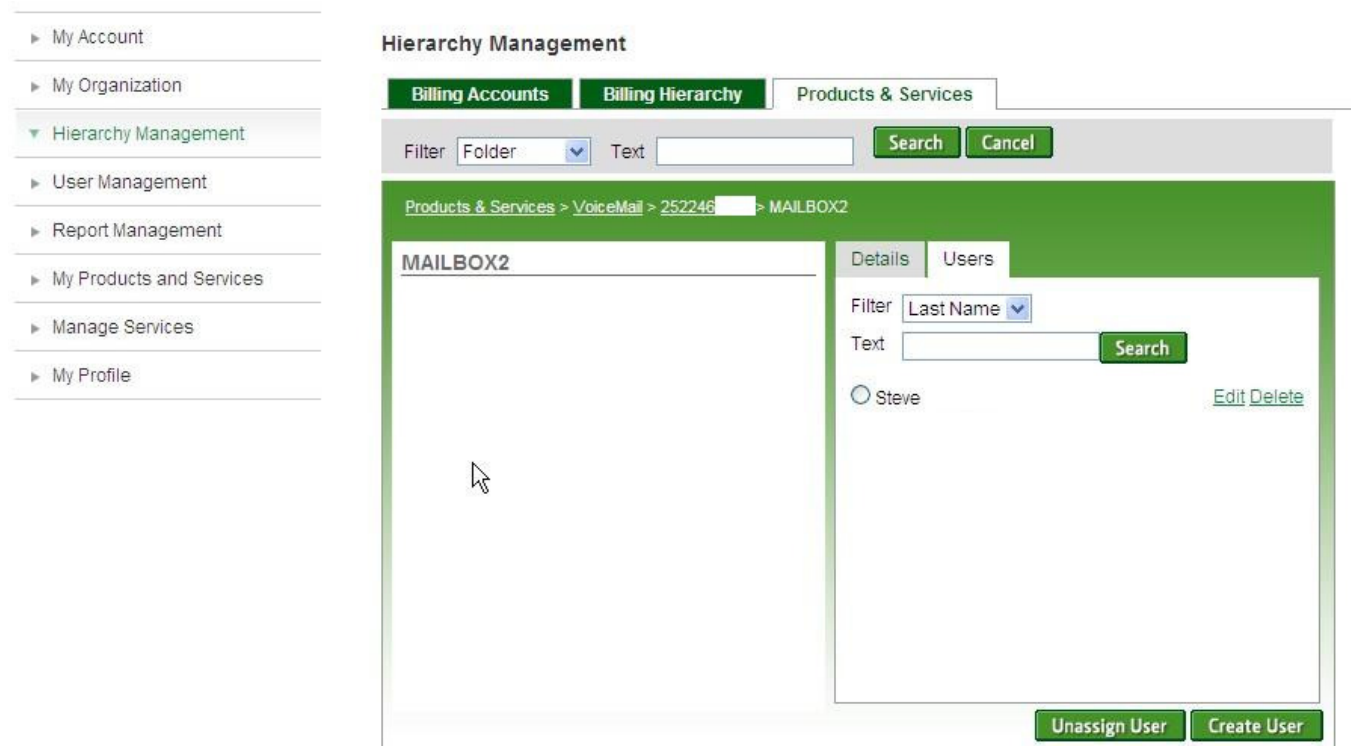 My Account
My Organization
Hierarchy Management
User Management
Report Management
My Products and Services
Manage Services
My Profile
Hierarchy Management
Billing Accounts Billing Hierarchy Products & Services
Filter Folder Text Search Cancel
Products & Services > VoiceMail > 252246 > MAILBOX2
MAILBOX2
Details Users
Filter Last Name
Text Search
Steve Edit Delete
Unassign User Create User